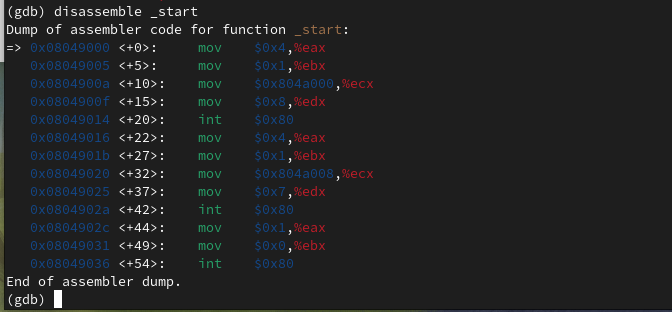 (gdb) disassemble _start
Dump of assembler code for function _start:
=> 0x08049000 <+0>:     mov    $0x4,%eax
   0x08049005 <+5>:     mov    $0x1,%ebx
   0x0804900a <+10>:    mov    $0x804a000,%ecx
   0x0804900f <+15>:    mov    $0x8,%edx
   0x08049014 <+20>:    int    $0x80
   0x08049016 <+22>:    mov    $0x4,%eax
   0x0804901b <+27>:    mov    $0x1,%ebx
   0x08049020 <+32>:    mov    $0x804a008,%ecx
   0x08049025 <+37>:    mov    $0x7,%edx
   0x0804902a <+42>:    int    $0x80
   0x0804902c <+44>:    mov    $0x1,%eax
   0x08049031 <+49>:    mov    $0x0,%ebx
   0x08049036 <+54>:    int    $0x80
End of assembler dump.
(gdb)